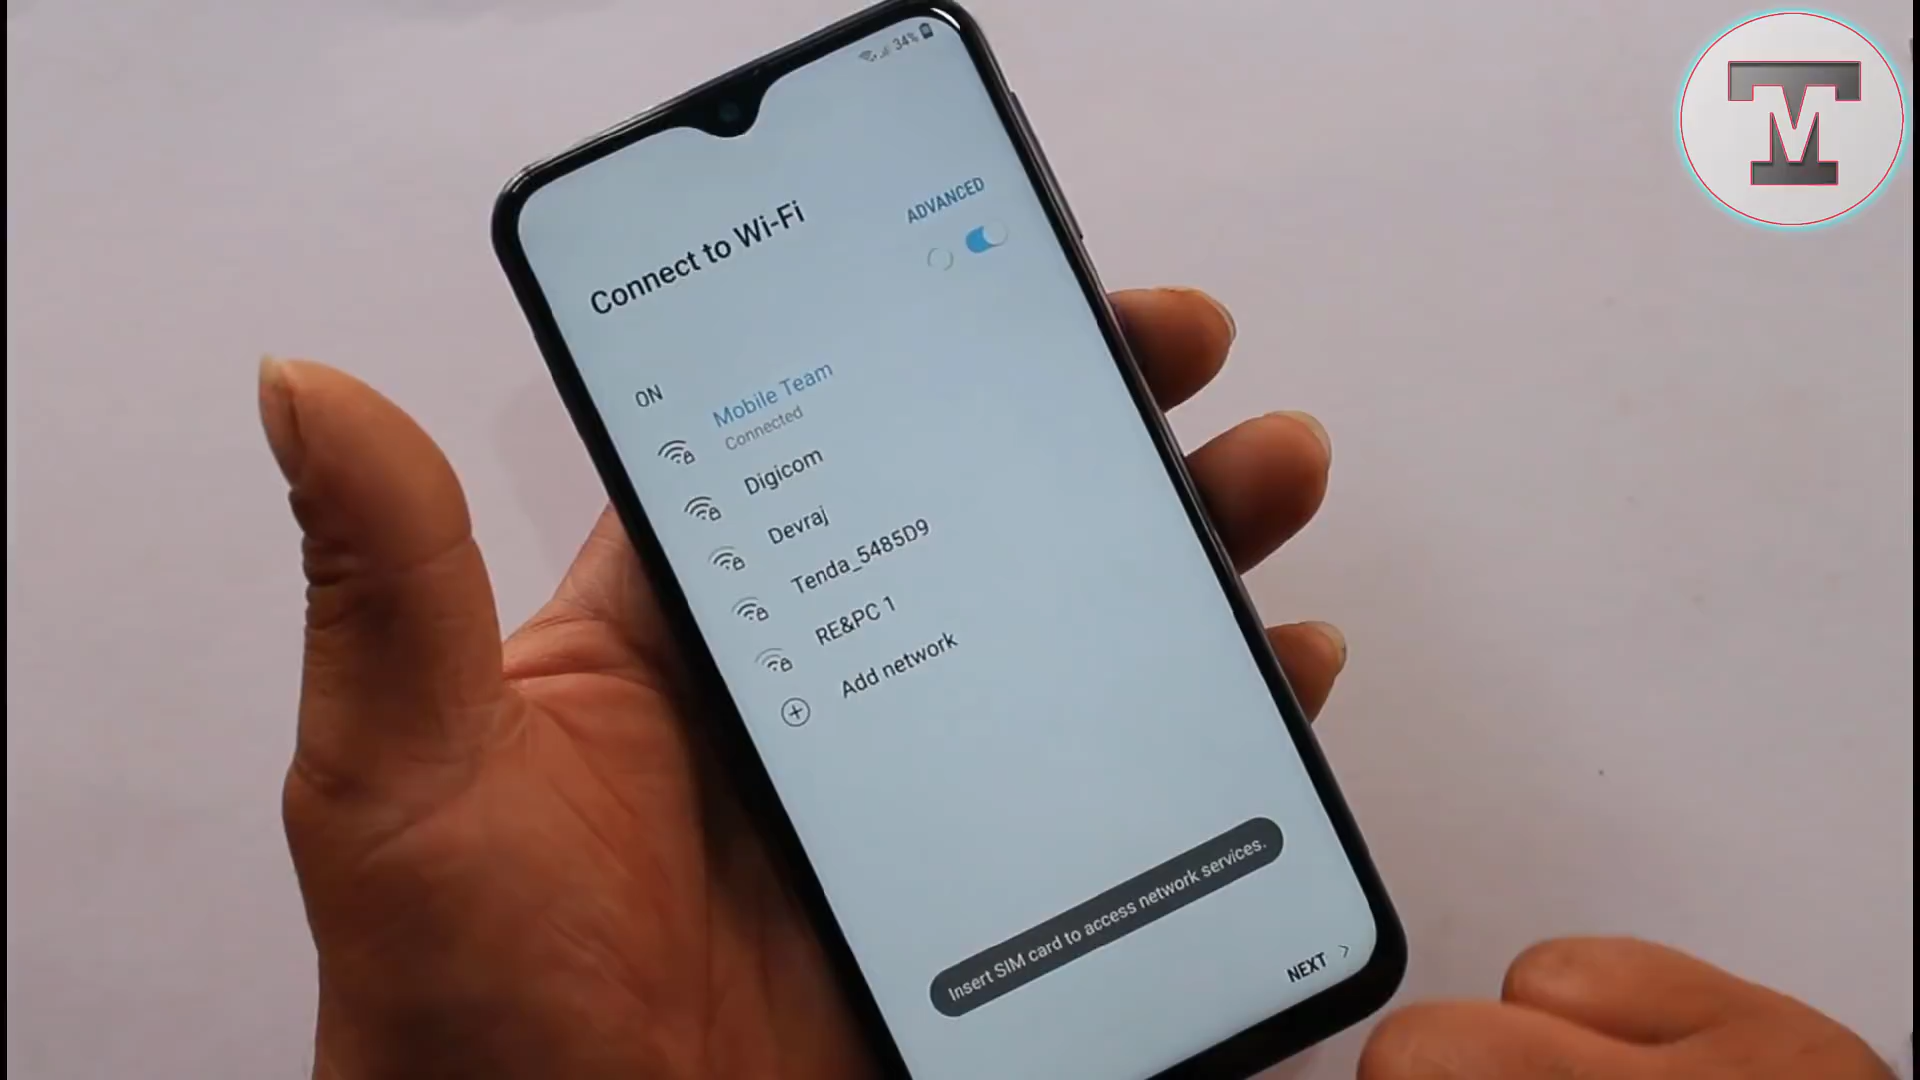 34%
Connect to Wi-Fi
ADVANCED
ON
Mobile Team
Connected
Digicom
Devraj
Tenda_5485D9
RE&PC 1
Add network
Insert SIM card to access network services.
NEXT
TM